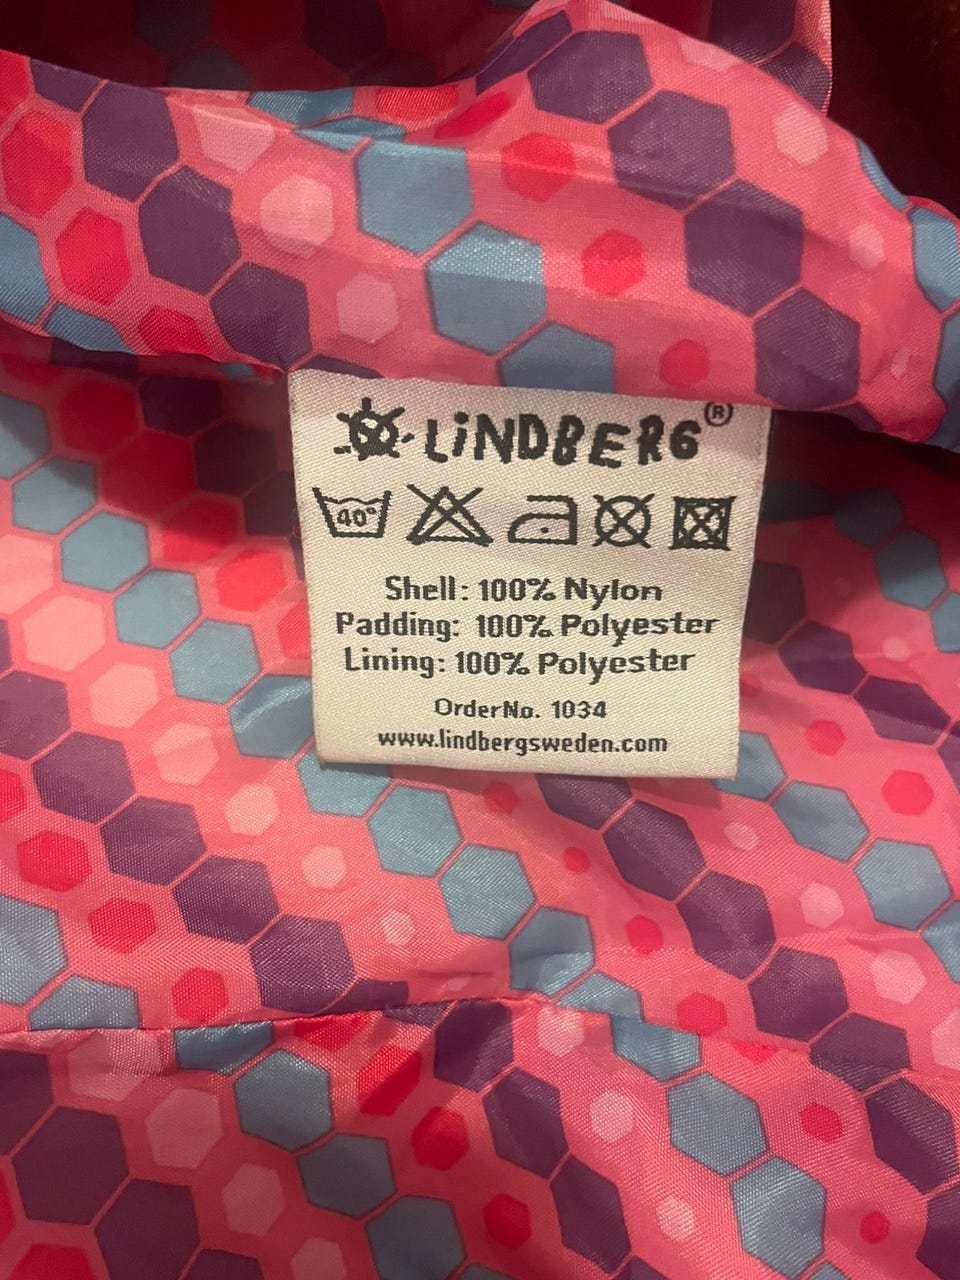 LiNDBERG®
40°
Shell: 100% Nylon
Padding: 100% Polyester
Lining: 100% Polyester
OrderNo. 1034
www.lindbergsweden.com